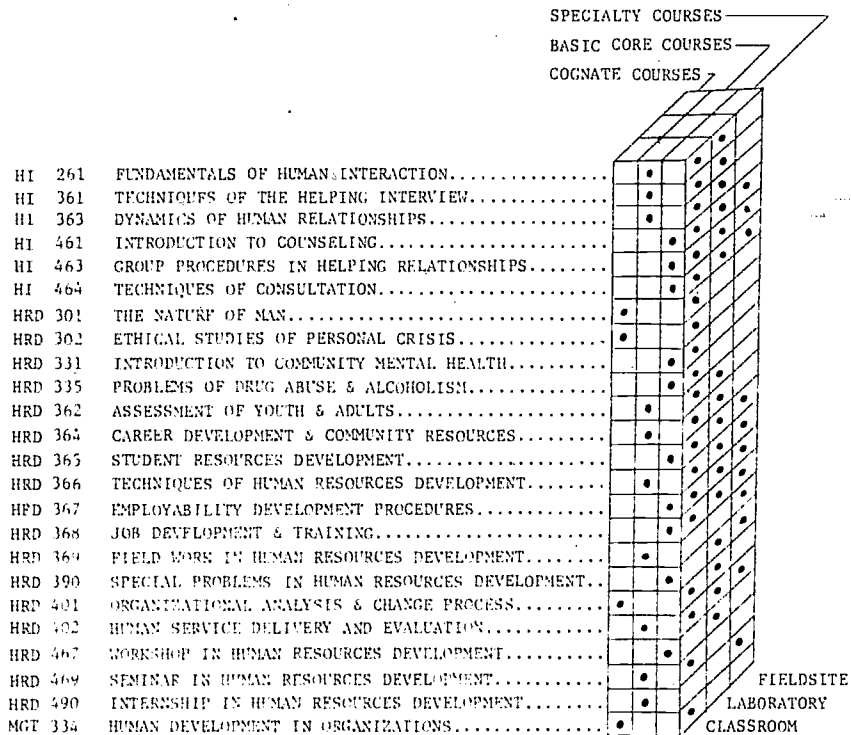 SPECIALTY COURSES
BASIC CORE COURSES
COGNATE COURSES
HI 261 FUNDAMENTALS OF HUMAN INTERACTION
HI 361 TECHNIQUES OF THE HELPING INTERVIEW
HI 363 DYNAMICS OF HUMAN RELATIONSHIPS
HI 461 INTRODUCTION TO COUNSELING
HI 463 GROUP PROCEDURES IN HELPING RELATIONSHIPS
HI 464 TECHNIQUES OF CONSULTATION
HRD 301 THE NATURE OF MAN
HRD 302 ETHICAL STUDIES OF PERSONAL CRISIS
HRD 331 INTRODUCTION TO COMMUNITY MENTAL HEALTH
HRD 335 PROBLEMS OF DRUG ABUSE & ALCOHOLISM
HRD 362 ASSESSMENT OF YOUTH & ADULTS
HRD 364 CAREER DEVELOPMENT & COMMUNITY RESOURCES
HRD 365 STUDENT RESOURCES DEVELOPMENT
HRD 366 TECHNIQUES OF HUMAN RESOURCES DEVELOPMENT
HRD 367 EMPLOYABILITY DEVELOPMENT PROCEDURES
HRD 368 JOB DEVELOPMENT & TRAINING
HRD 369 FIELD WORK IN HUMAN RESOURCES DEVELOPMENT
HRD 390 SPECIAL PROBLEMS IN HUMAN RESOURCES DEVELOPMENT
HRD 401 ORGANIZATIONAL ANALYSIS & CHANGE PROCESS
HRD 402 HUMAN SERVICE DELIVERY AND EVALUATION
HRD 467 WORKSHOP IN HUMAN RESOURCES DEVELOPMENT
HRD 469 SEMINAR IN HUMAN RESOURCES DEVELOPMENT
HRD 490 INTERNSHIP IN HUMAN RESOURCES DEVELOPMENT
MGT 334 HUMAN DEVELOPMENT IN ORGANIZATIONS
FIELDSITE
LABORATORY
CLASSROOM